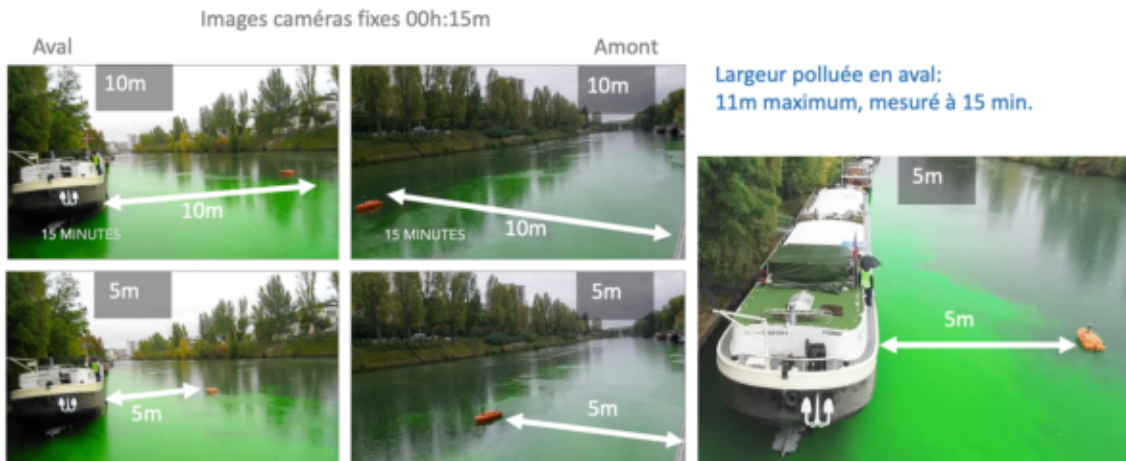 Images caméras fixes 00h:15m
Aval
Amont
10m
10m
15 MINUTES
10m
10m
15 MINUTES
Largeur polluée en aval:
11m maximum, mesuré à 15 min.
5m
5m
5m
5m
5m
5m